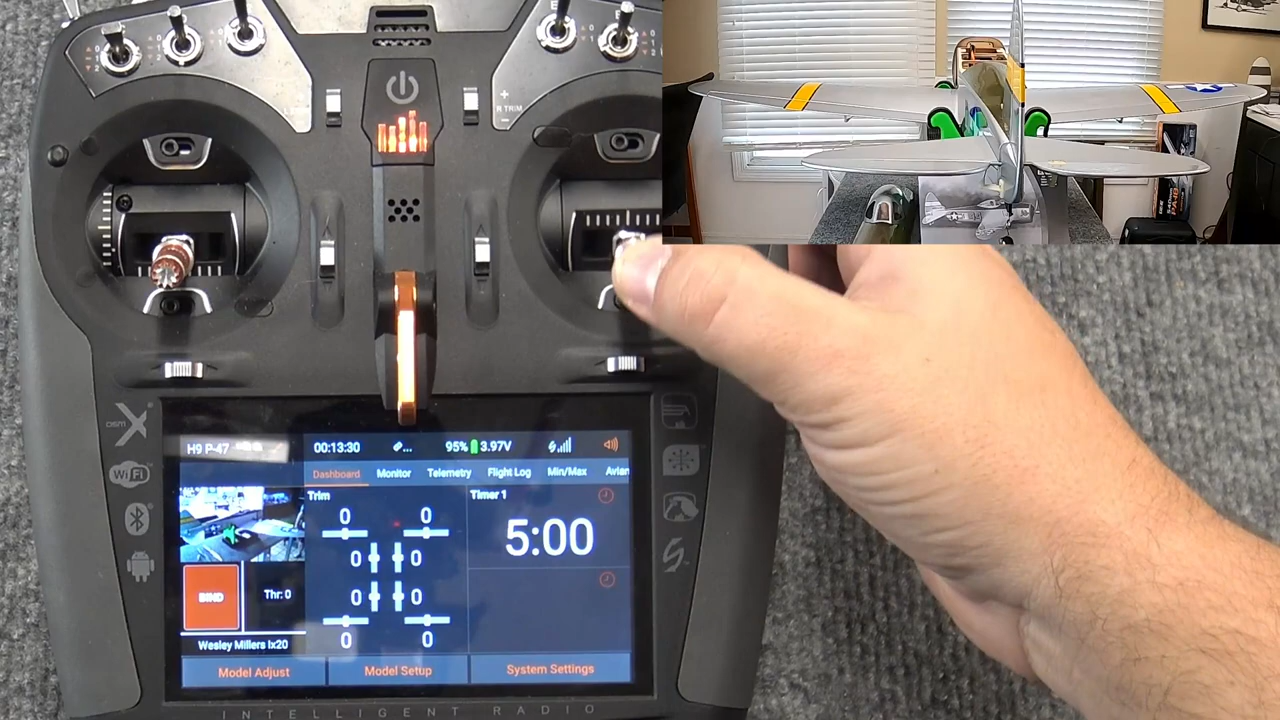 R TRIM
DSMX
WiFi
H9 P-47
00:13:30
95% 3.97V
Dashboard
Monitor
Telemetry
Flight Log
Min/Max
Avian
Trim
0 0
0 0
0 0
0 0
Timer 1
5:00
BIND
Thr: 0
Wesley Millers ix20
Model Adjust
Model Setup
System Settings
INTELLIGENT RADIO